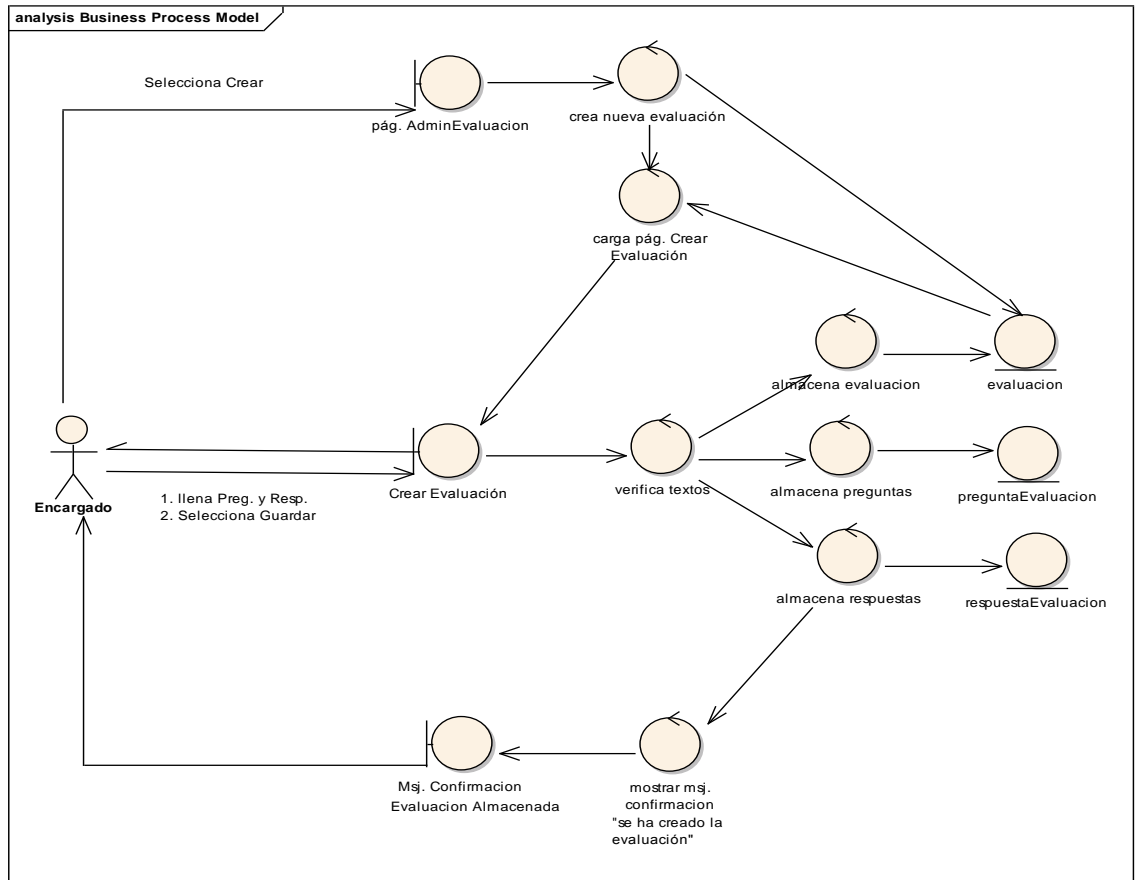 analysis Business Process Model
Selecciona Crear
pág. AdminEvaluacion
crea nueva evaluación
carga pág. Crear
Evaluación
almacena evaluacion
evaluacion
Encargado
1. llena Preg. y Resp.
2. Selecciona Guardar
Crear Evaluación
verifica textos
almacena preguntas
preguntaEvaluacion
almacena respuestas
respuestaEvaluacion
Msj. Confirmacion
Evaluacion Almacenada
mostrar msj.
confirmacion
"se ha creado la
evaluación"